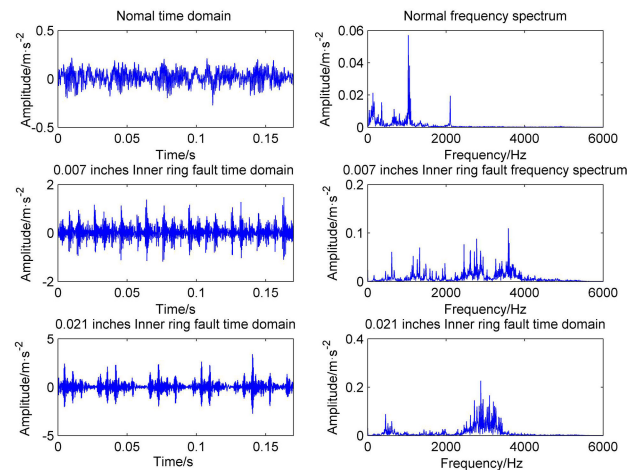 Nomal time domain
Normal frequency spectrum
Amplitude/m·s⁻²
0.5
0
-0.5
0 0.05 0.1 0.15
Time/s
Amplitude/m·s⁻²
0.06
0.04
0.02
0
0 2000 4000 6000
Frequency/Hz
0.007 inches Inner ring fault time domain
0.007 inches Inner ring fault frequency spectrum
Amplitude/m·s⁻²
2
0
-2
0 0.05 0.1 0.15
Time/s
Amplitude/m·s⁻²
0.2
0.1
0
0 2000 4000 6000
Frequency/Hz
0.021 inches Inner ring fault time domain
0.021 inches Inner ring fault time domain
Amplitude/m·s⁻²
5
0
-5
0 0.05 0.1 0.15
Time/s
Amplitude/m·s⁻²
0.4
0.2
0
0 2000 4000 6000
Frequency/Hz